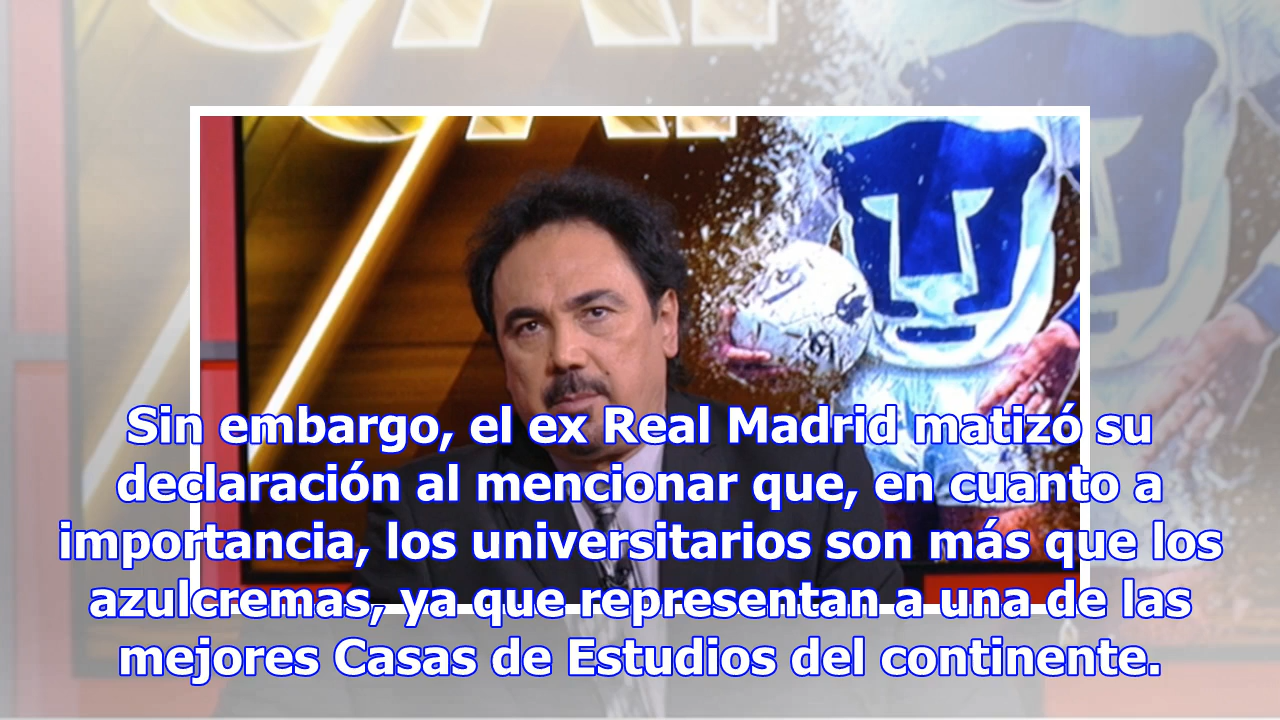 Sin embargo, el ex Real Madrid matizó su
declaración al mencionar que, en cuanto a
importancia, los universitarios son más que los
azulcremas, ya que representan a una de las
mejores Casas de Estudios del continente.